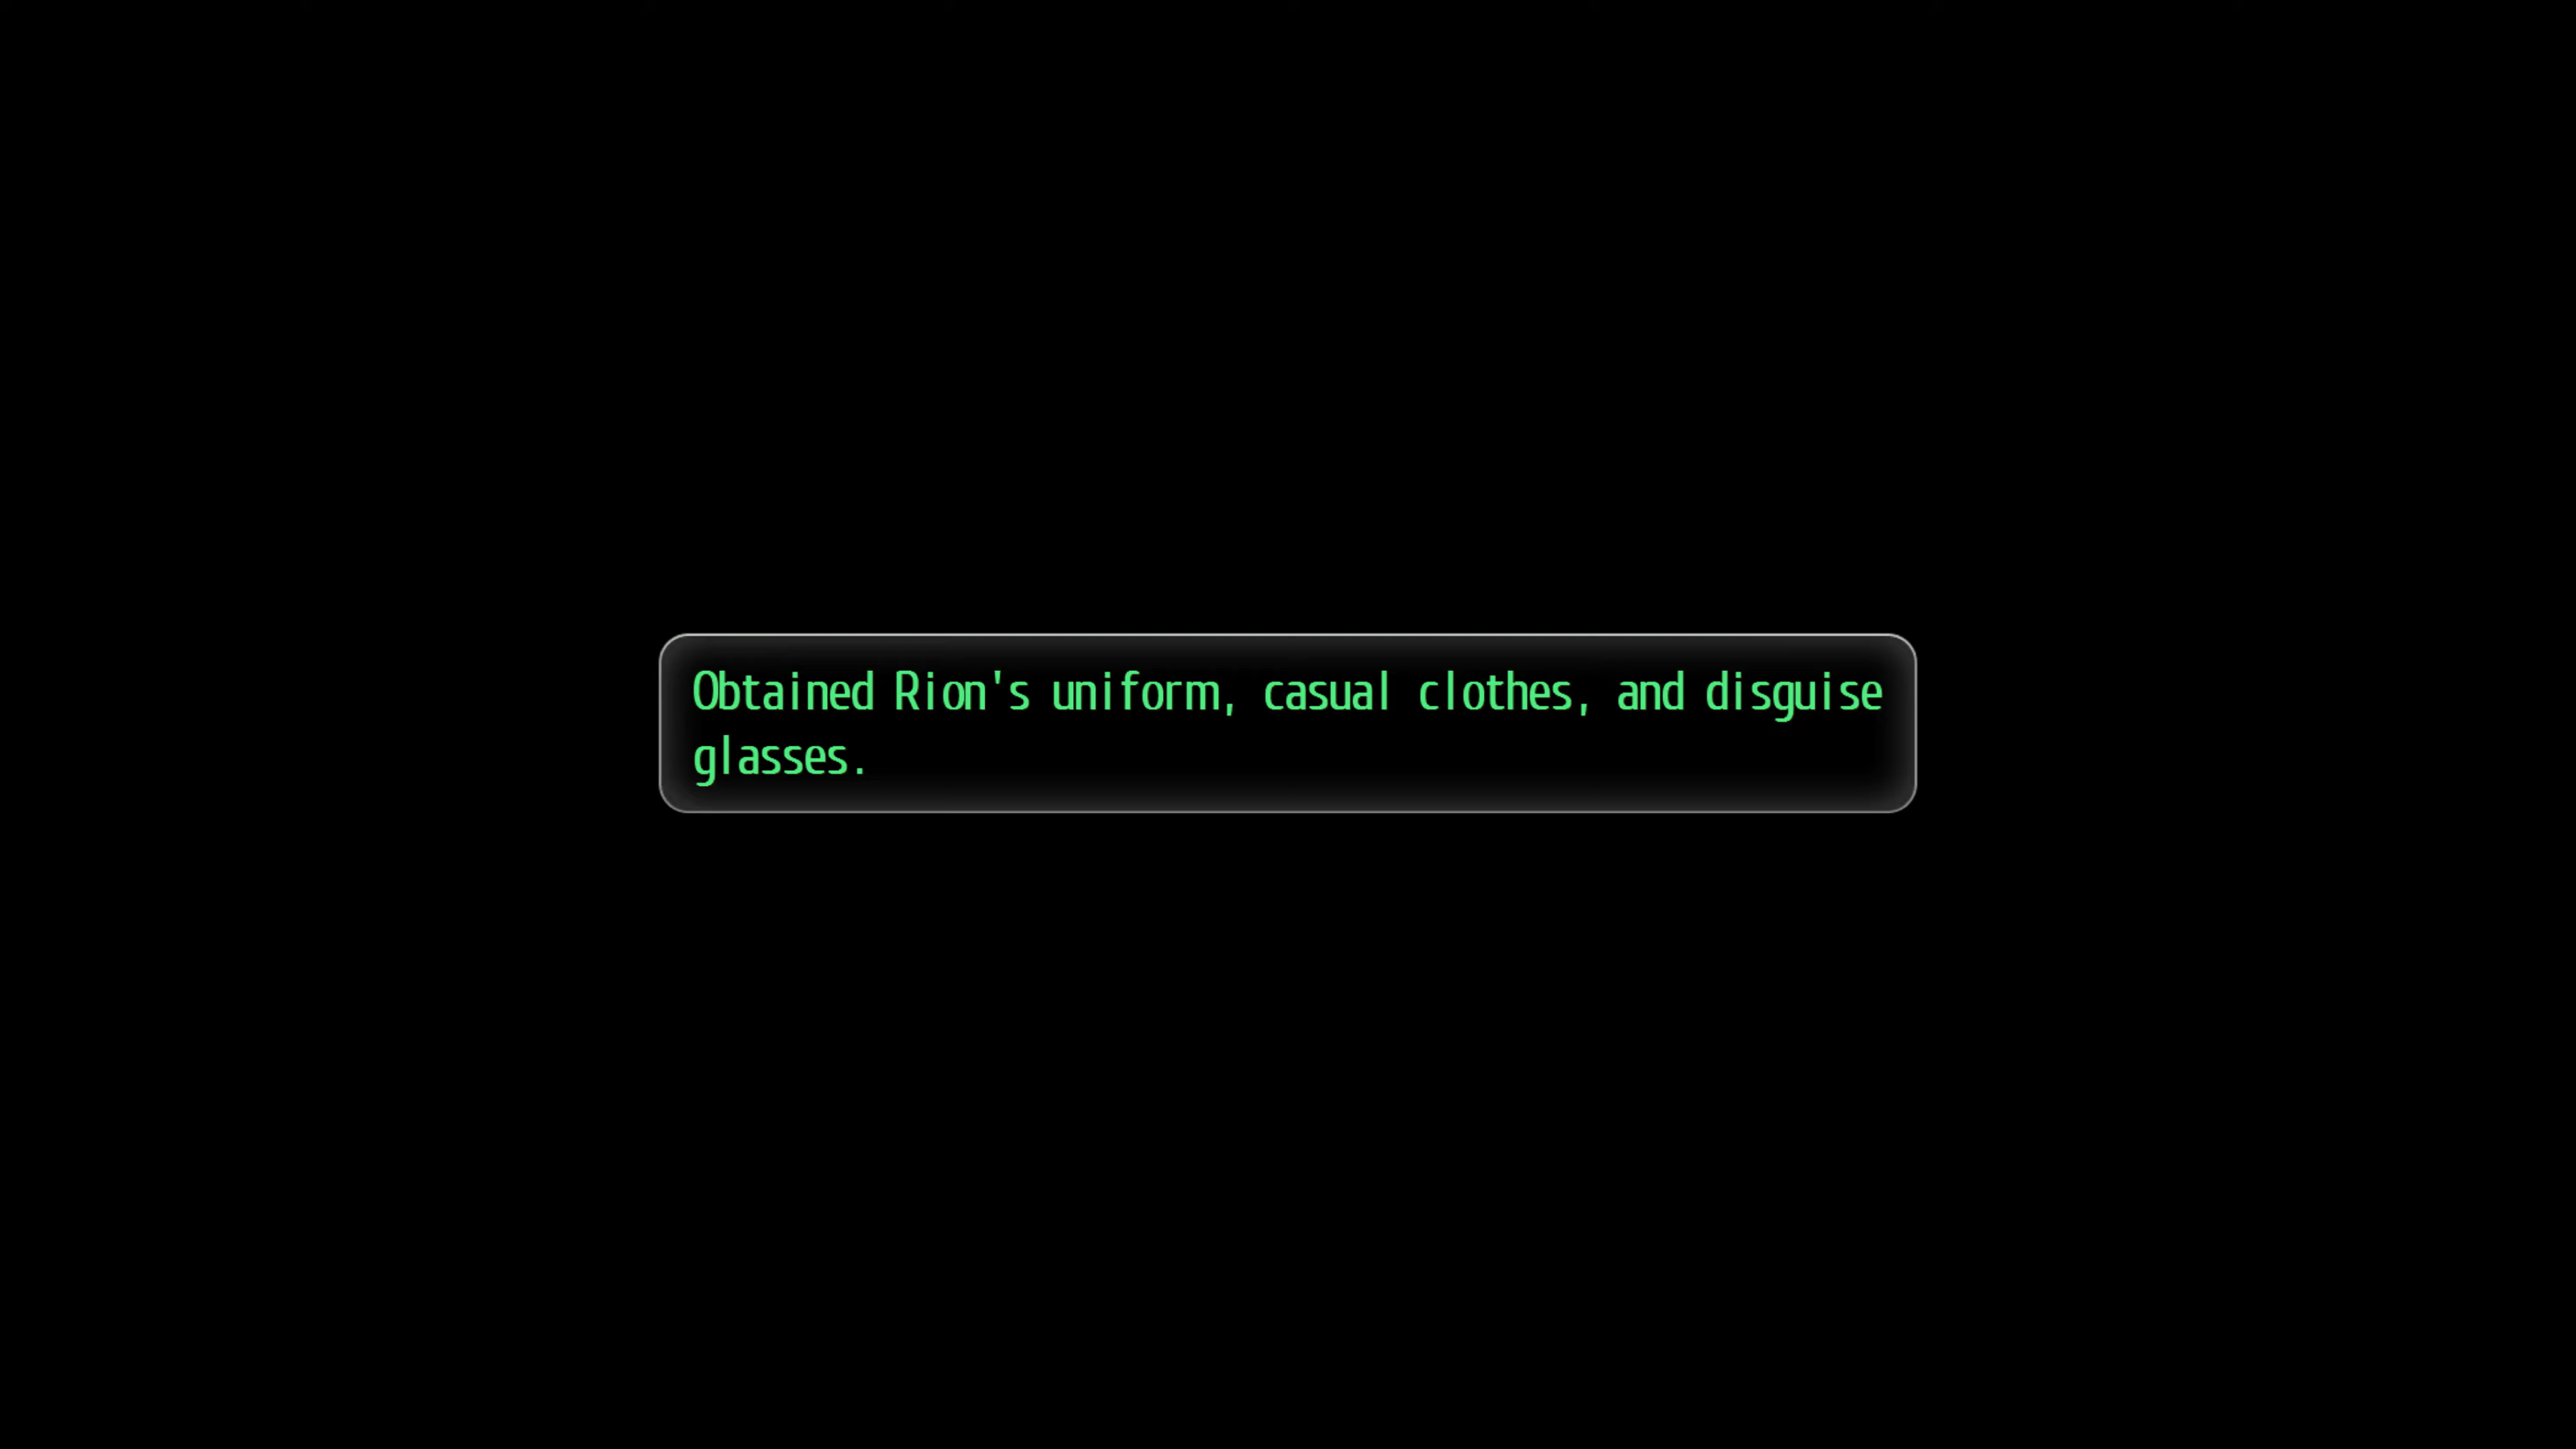 Obtained Rion's uniform, casual clothes, and disguise
glasses.